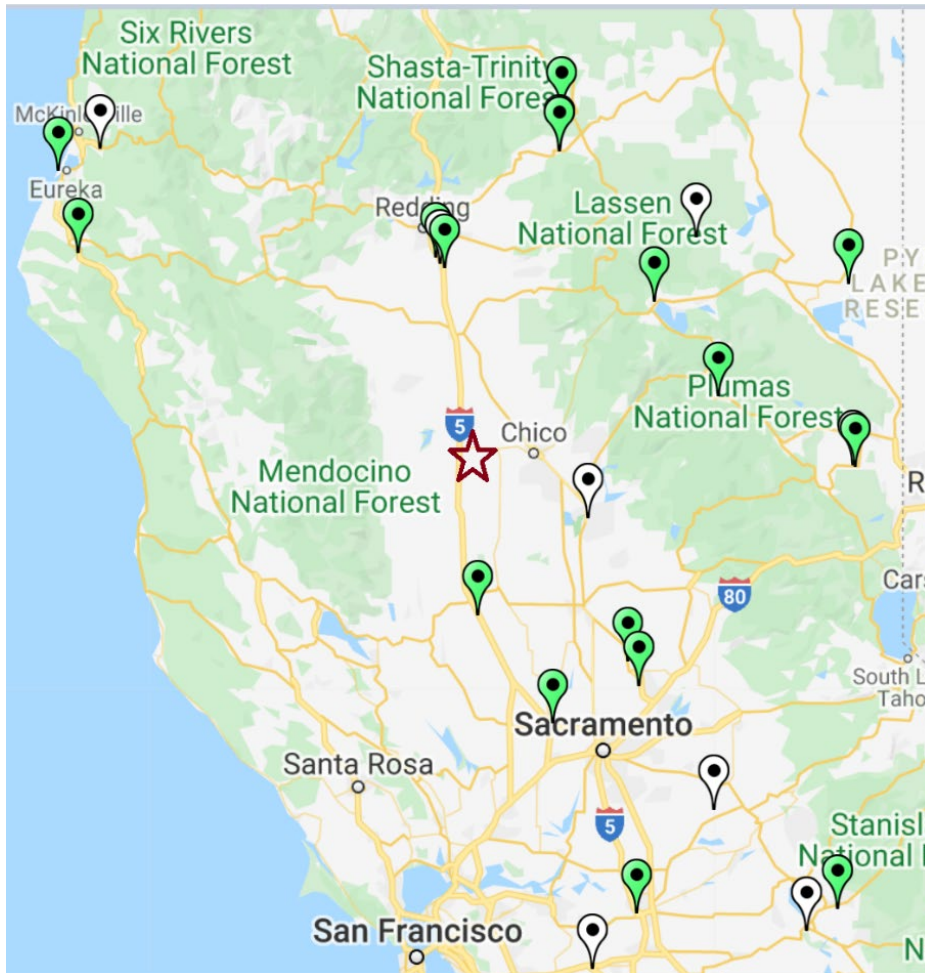 Six Rivers
National Forest
Shasta-Trinity
National Forest
McKinleyville
Eureka
Redding
Lassen
National Forest
PY
LAKE
RESE
Plumas
National Forest
5
Chico
Mendocino
National Forest
R
80
Cars
South L
Taho
Sacramento
Santa Rosa
5
Stanisl
National F
San Francisco
N